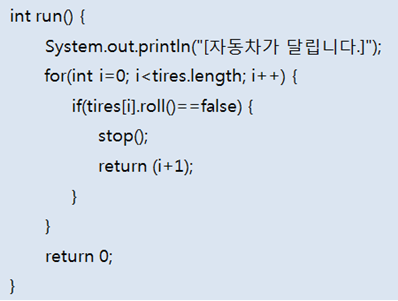 int run() {
System.out.println("[자동차가 달립니다.]");
for(int i=0; i<tires.length; i++) {
if(tires[i].roll()==false) {
stop();
return (i+1);
}
}
return 0;
}